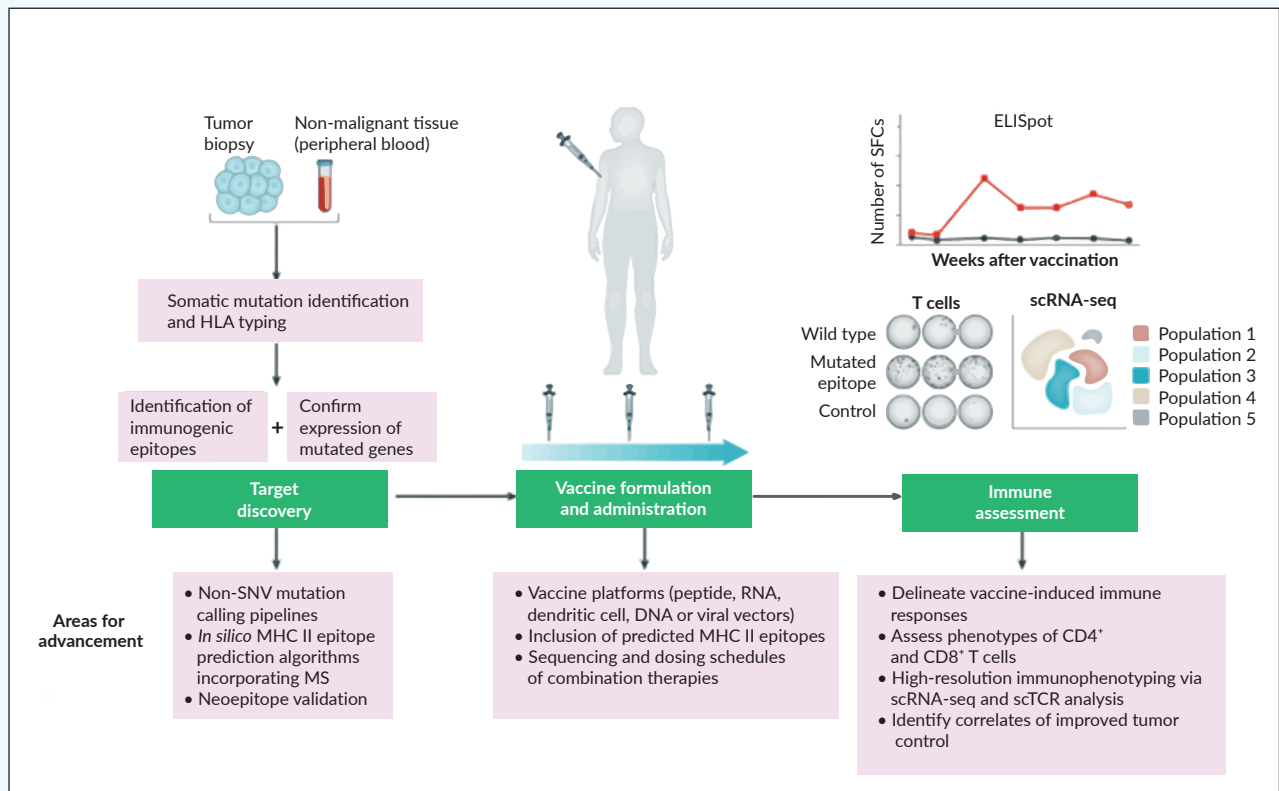 Tumor
biopsy
Non-malignant tissue
(peripheral blood)
Somatic mutation identification
and HLA typing
Identification of
immunogenic
epitopes
+
Confirm
expression of
mutated genes
Target
discovery
Vaccine formulation
and administration
Immune
assessment
ELISpot
Number of SFCs
Weeks after vaccination
T cells
Wild type
Mutated
epitope
Control
scRNA-seq
Population 1
Population 2
Population 3
Population 4
Population 5
Areas for
advancement
• Non-SNV mutation
calling pipelines
• In silico MHC II epitope
prediction algorithms
incorporating MS
• Neoepitope validation
• Vaccine platforms (peptide, RNA,
dendritic cell, DNA or viral vectors)
• Inclusion of predicted MHC II epitopes
• Sequencing and dosing schedules
of combination therapies
• Delineate vaccine-induced immune
responses
• Assess phenotypes of CD4⁺
and CD8⁺ T cells
• High-resolution immunophenotyping via
scRNA-seq and scTCR analysis
• Identify correlates of improved tumor
control